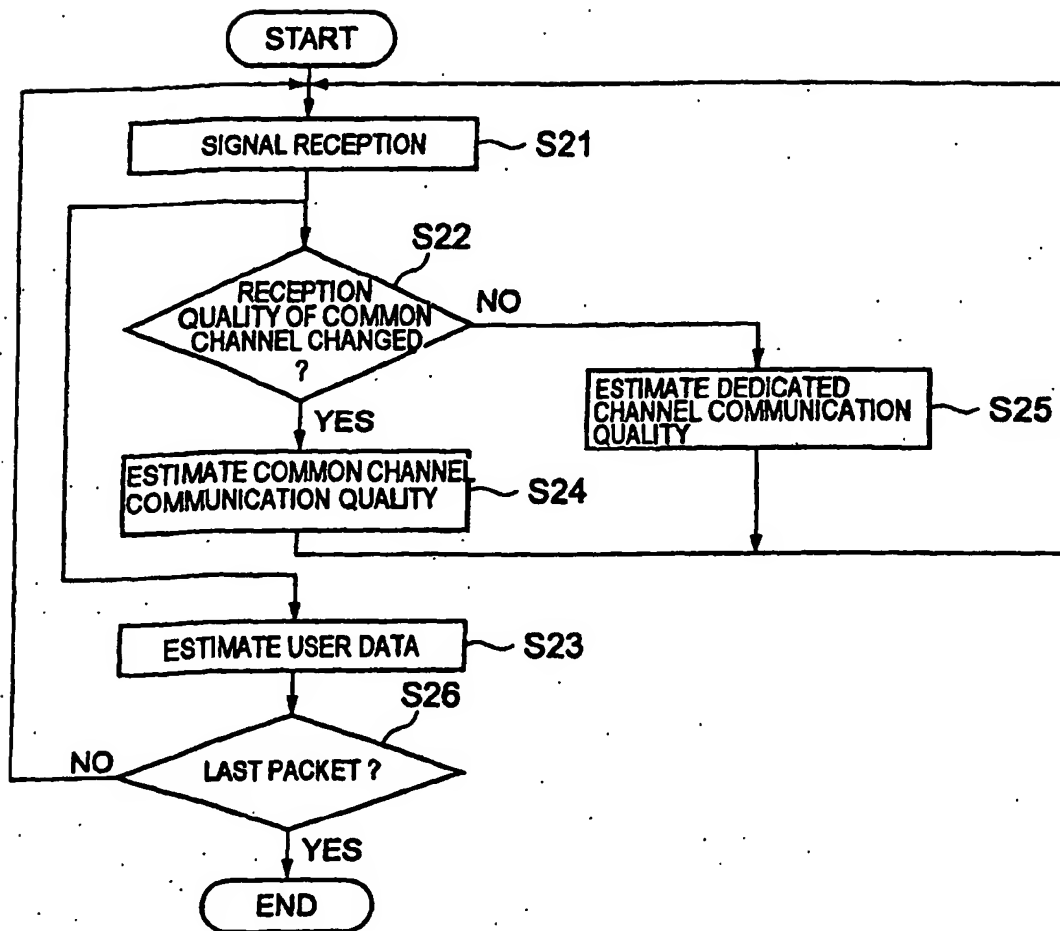 START
SIGNAL RECEPTION
S21
S22
RECEPTION
QUALITY OF COMMON
CHANNEL CHANGED
?
NO
YES
ESTIMATE DEDICATED
CHANNEL COMMUNICATION
QUALITY
S25
ESTIMATE COMMON CHANNEL
COMMUNICATION QUALITY
S24
ESTIMATE USER DATA
S23
S26
NO
LAST PACKET ?
YES
END